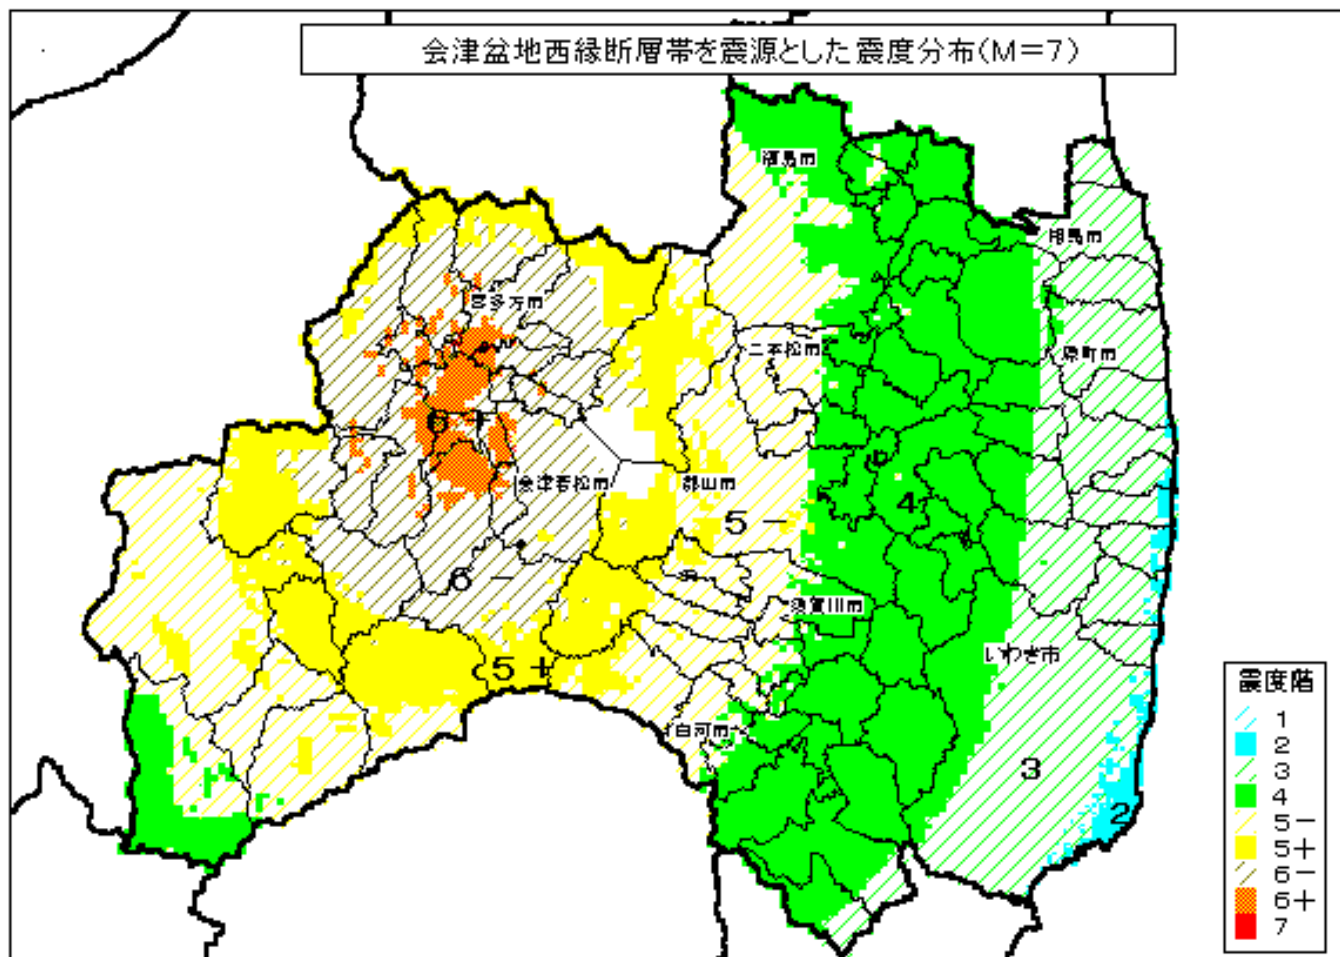 会津盆地西縁断層帯を震源とした震度分布(M=7)
福島市
相馬市
喜多方市
二本松市
原町市
6+
会津若松市
郡山市
5-
4
6-
須賀川市
いわき市
5+
白河市
3
2
震度階
1
2
3
4
5-
5+
6-
6+
7